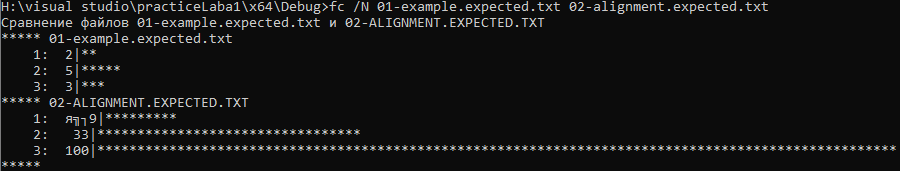 H:\visual studio\practiceLaba1\x64\Debug>fc /N 01-example.expected.txt 02-alignment.expected.txt
Сравнение файлов 01-example.expected.txt и 02-ALIGNMENT.EXPECTED.TXT
***** 01-example.expected.txt
    1:  2|**
    2:  5|*****
    3:  3|***
***** 02-ALIGNMENT.EXPECTED.TXT
    1:  я╗┐9|*********
    2:   33|*********************************
    3:  100|****************************************************************************************************
*****